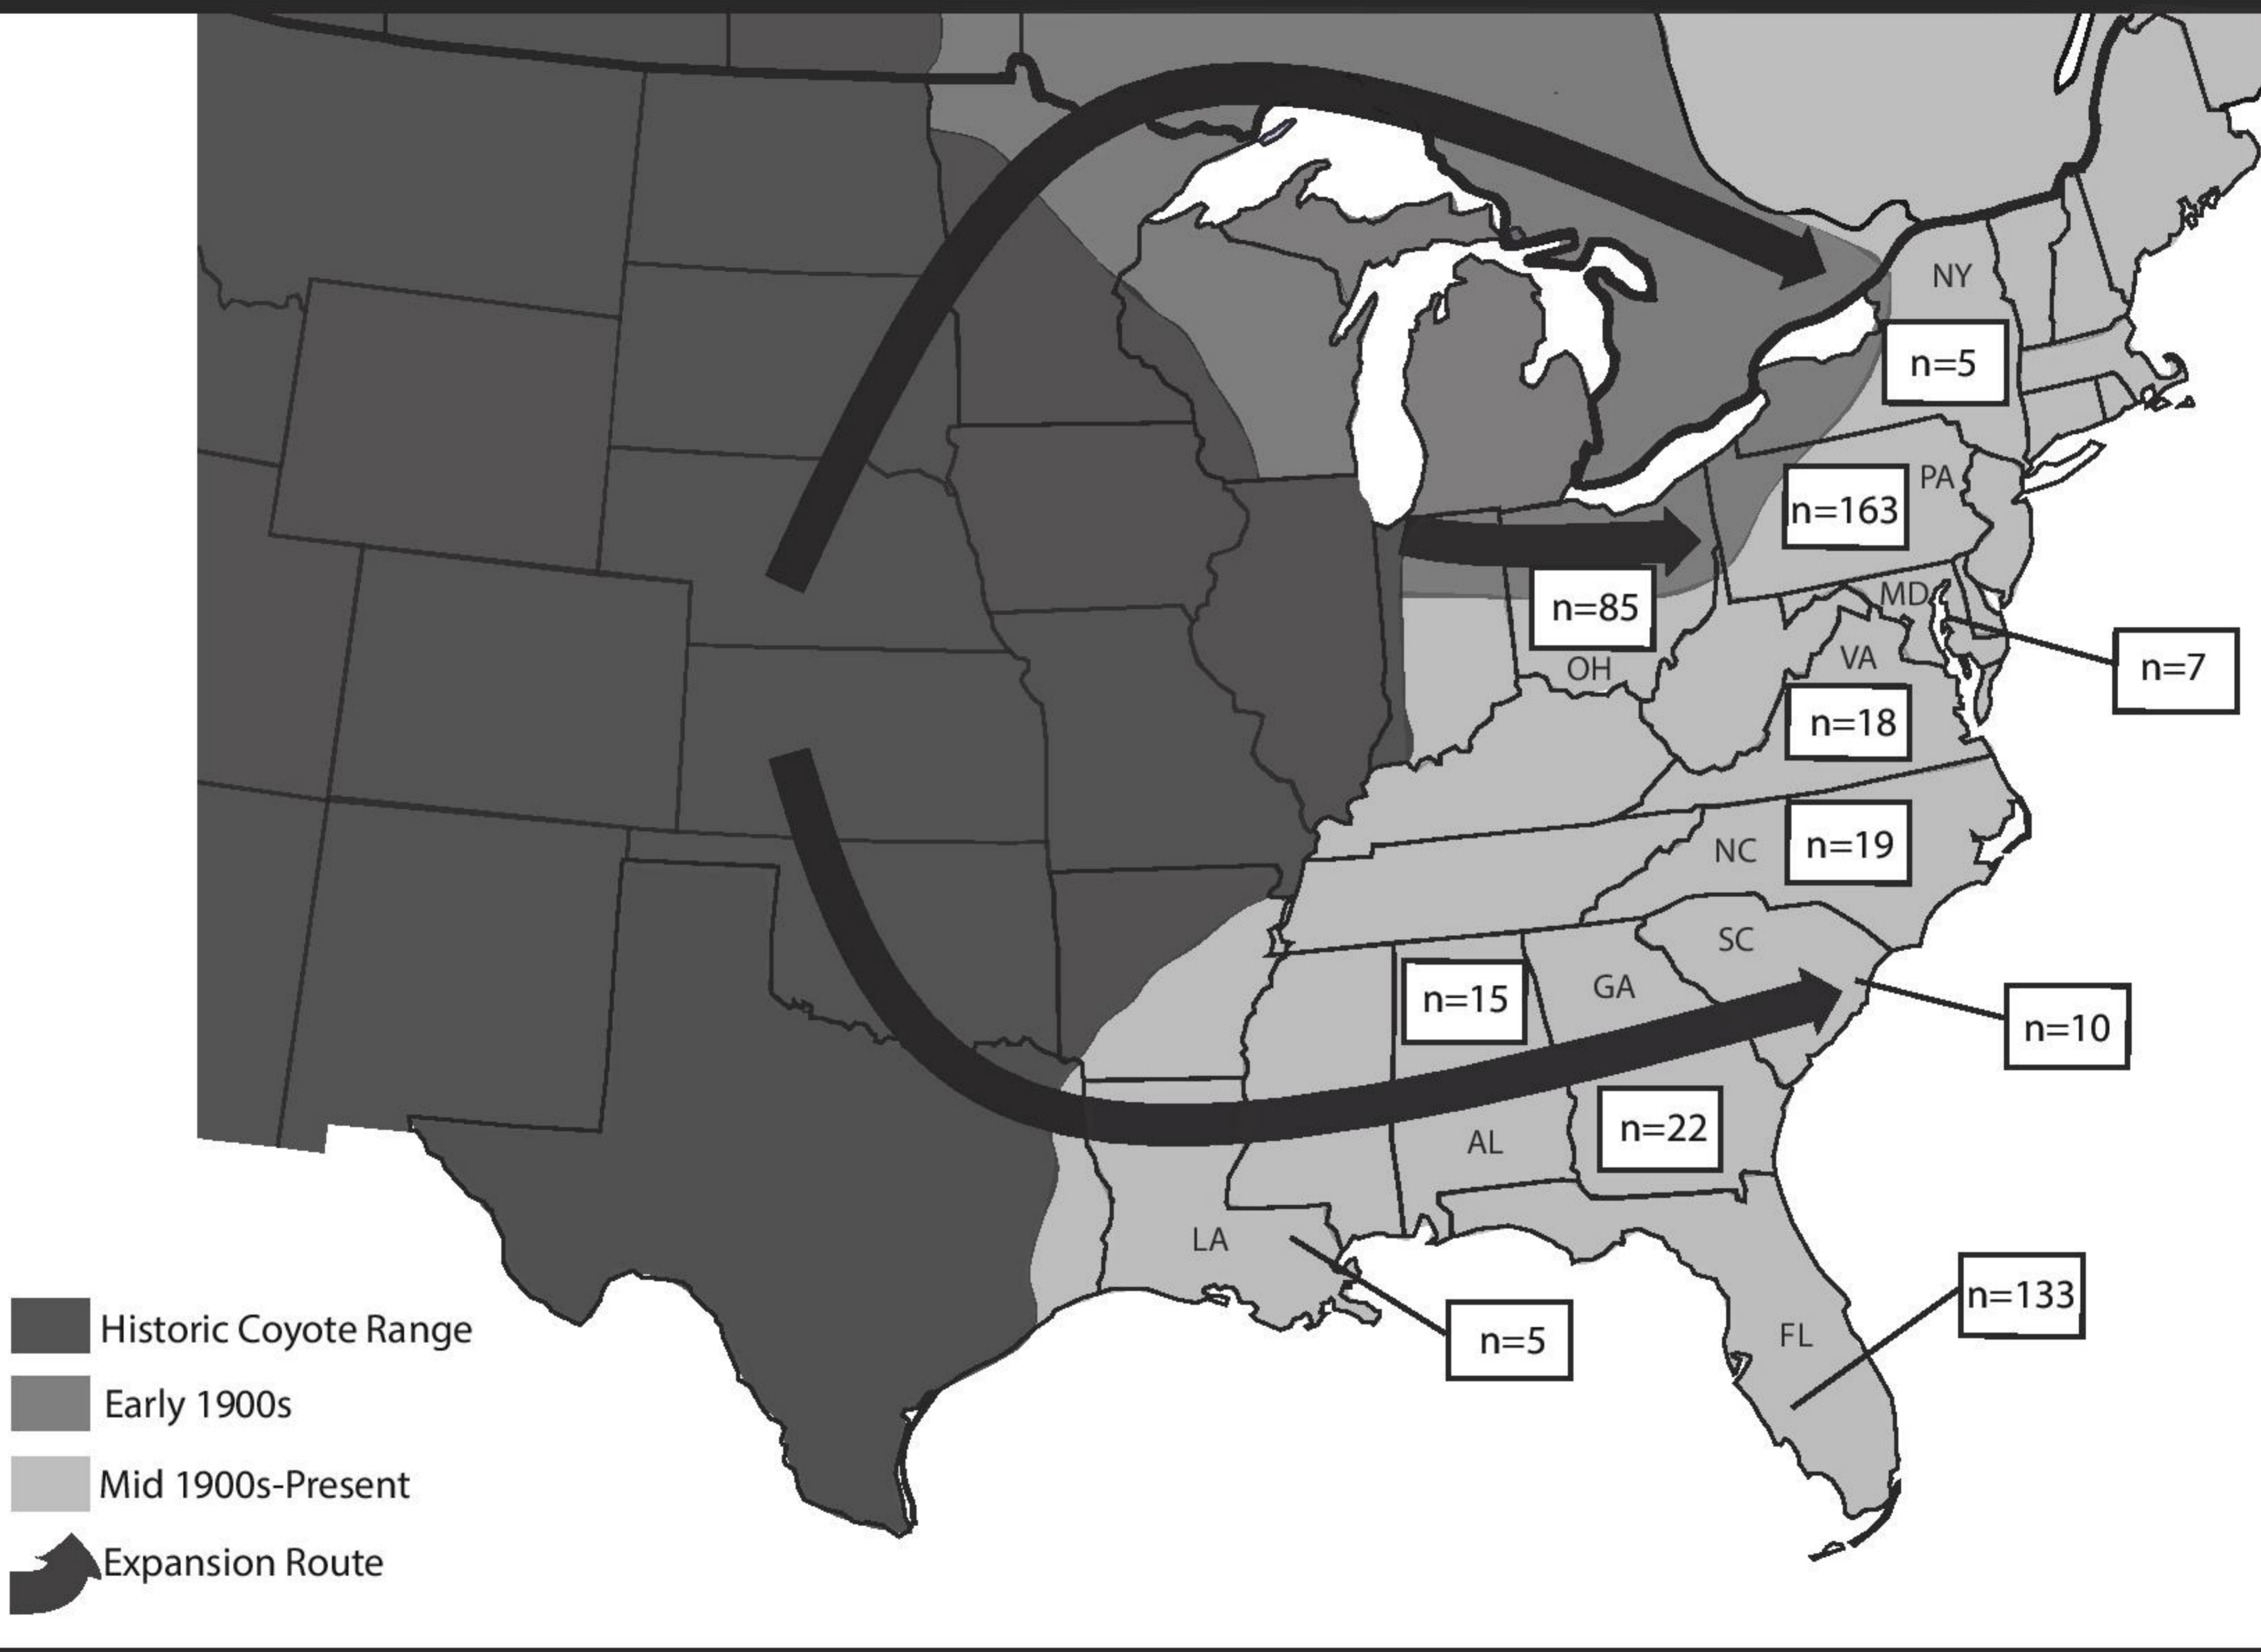 NY
n=5
PA
n=163
MD
n=85
OH
VA
n=7
n=18
NC
n=19
SC
GA
n=15
n=10
AL
n=22
LA
n=5
n=133
FL
Historic Coyote Range
Early 1900s
Mid 1900s-Present
Expansion Route